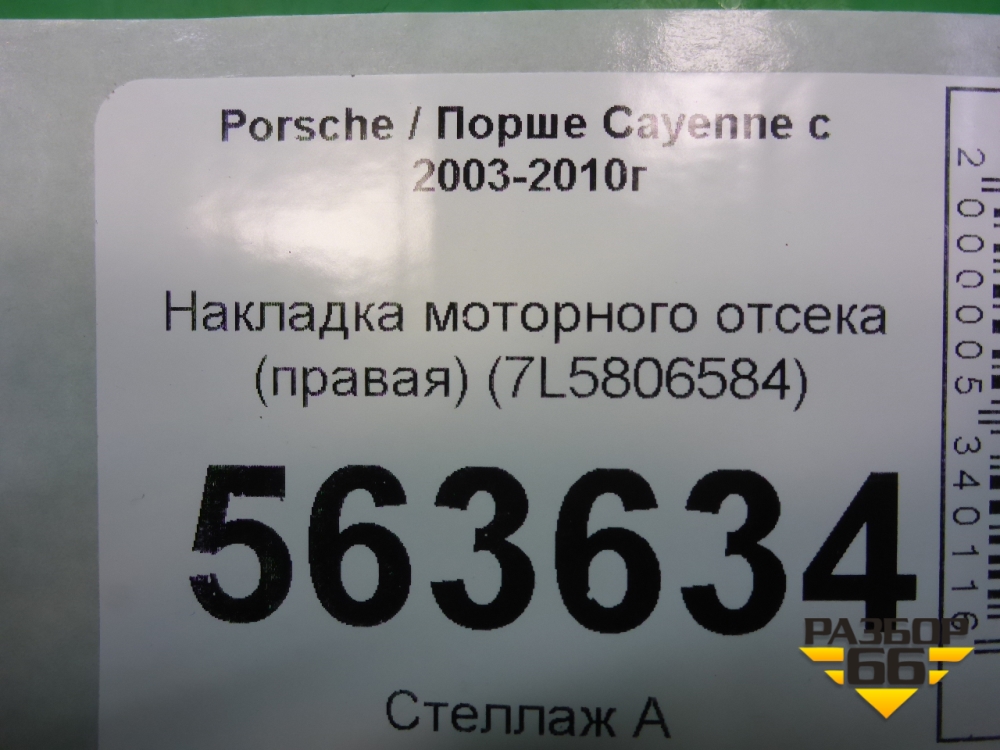 Porsche / Порше Cayenne с
2003-2010г
Накладка моторного отсека
(правая) (7L5806584)
563634
Стеллаж А
2000005340116
РАЗБОР
66